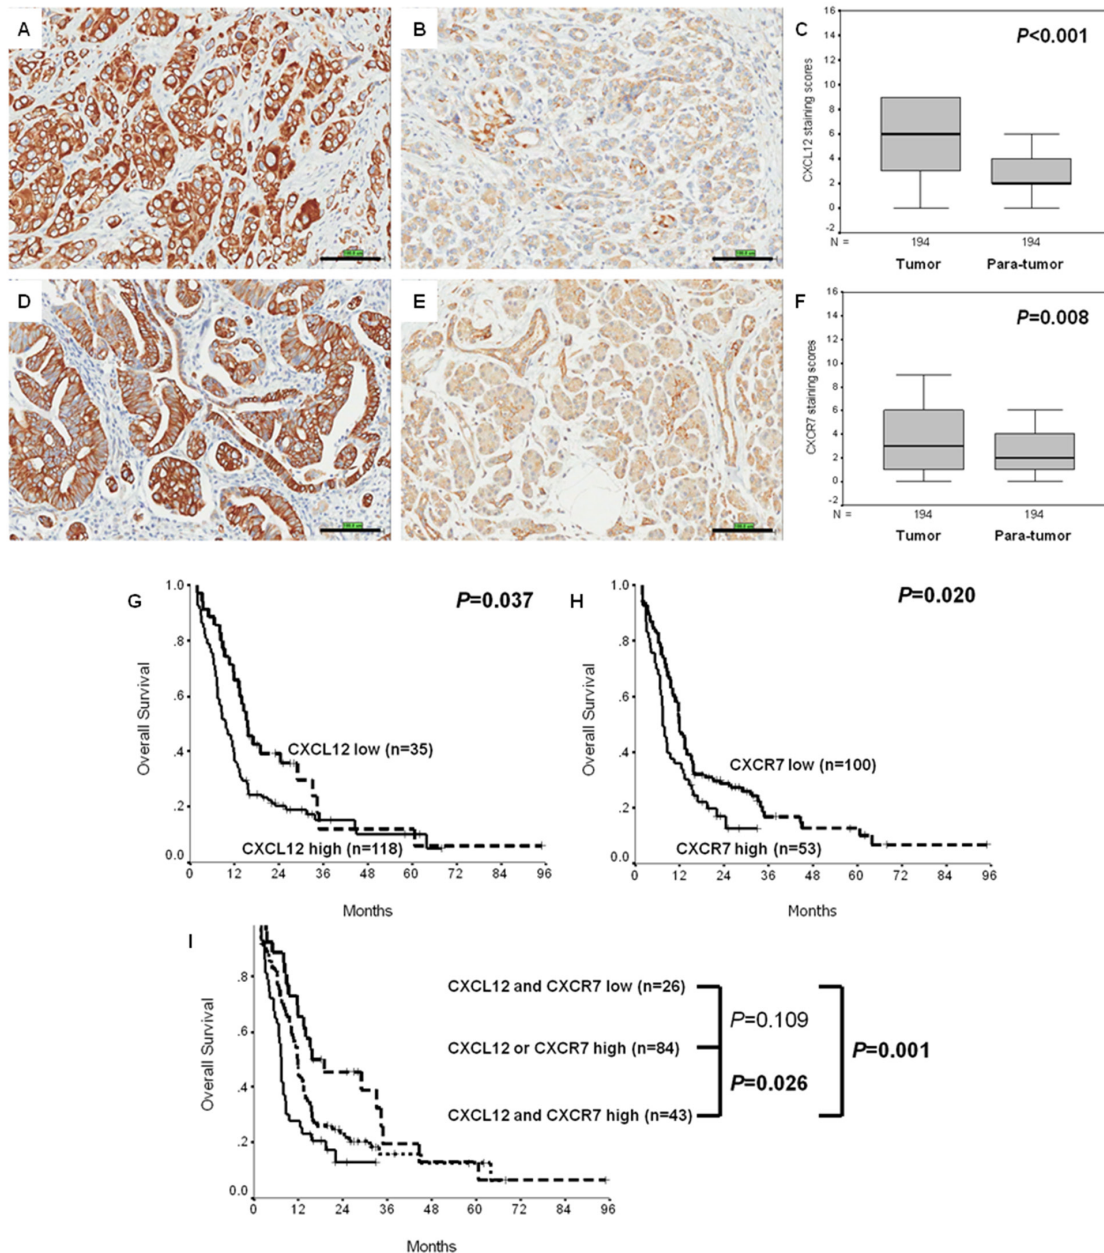 A
B
C
P<0.001
CXCL12 staining scores
16
14
12
10
8
6
4
2
0
-2
N =
194
194
Tumor
Para-tumor
D
E
F
P=0.008
CXCR7 staining scores
16
14
12
10
8
6
4
2
0
-2
N =
194
194
Tumor
Para-tumor
G
P=0.037
Overall Survival
1.0
.8
.6
.4
.2
0.0
CXCL12 low (n=35)
CXCL12 high (n=118)
0 12 24 36 48 60 72 84 96
Months
H
P=0.020
Overall Survival
1.0
.8
.6
.4
.2
0.0
CXCR7 low (n=100)
CXCR7 high (n=53)
0 12 24 36 48 60 72 84 96
Months
I
Overall Survival
.8
.6
.4
.2
0.0
0 12 24 36 48 60 72 84 96
Months
CXCL12 and CXCR7 low (n=26)
P=0.109
CXCL12 or CXCR7 high (n=84)
P=0.001
P=0.026
CXCL12 and CXCR7 high (n=43)